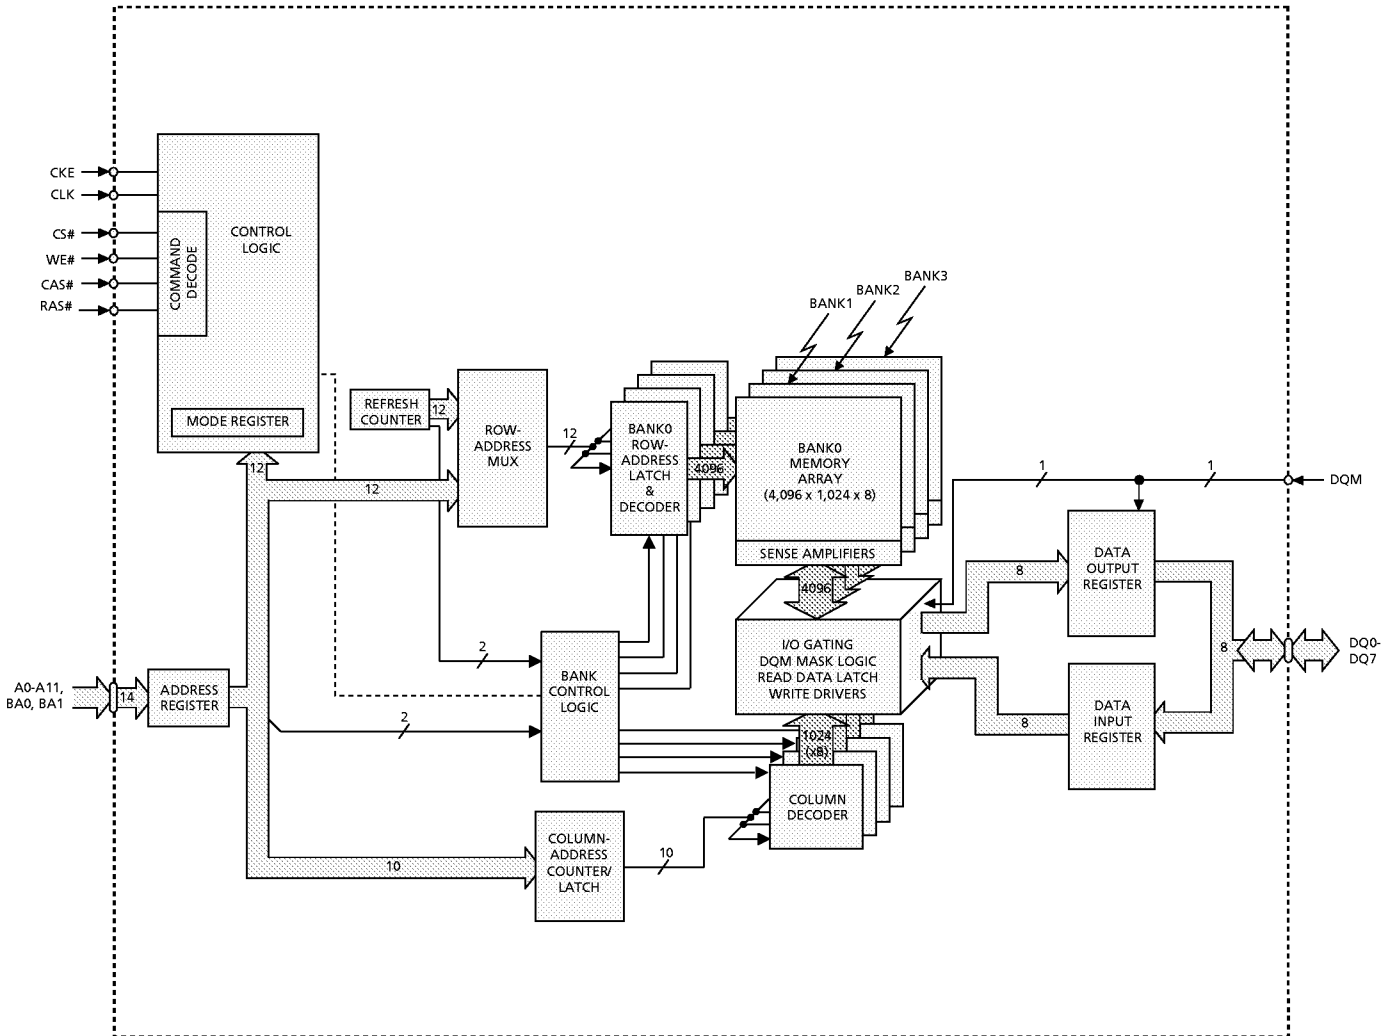 CKE
CLK
CS#
WE#
CAS#
RAS#
COMMAND
DECODE
CONTROL
LOGIC
MODE REGISTER
12
REFRESH
COUNTER
12
12
ROW-
ADDRESS
MUX
12
BANK0
ROW-
ADDRESS
LATCH
&
DECODER
4096
BANK1
BANK2
BANK3
BANK0
MEMORY
ARRAY
(4,096 x 1,024 x 8)
SENSE AMPLIFIERS
4096
I/O GATING
DQM MASK LOGIC
READ DATA LATCH
WRITE DRIVERS
1024
(x8)
COLUMN
DECODER
1
1
DQM
DATA
OUTPUT
REGISTER
8
8
DQ0-
DQ7
DATA
INPUT
REGISTER
8
A0-A11,
BA0, BA1
14
ADDRESS
REGISTER
2
2
BANK
CONTROL
LOGIC
10
COLUMN-
ADDRESS
COUNTER/
LATCH
10